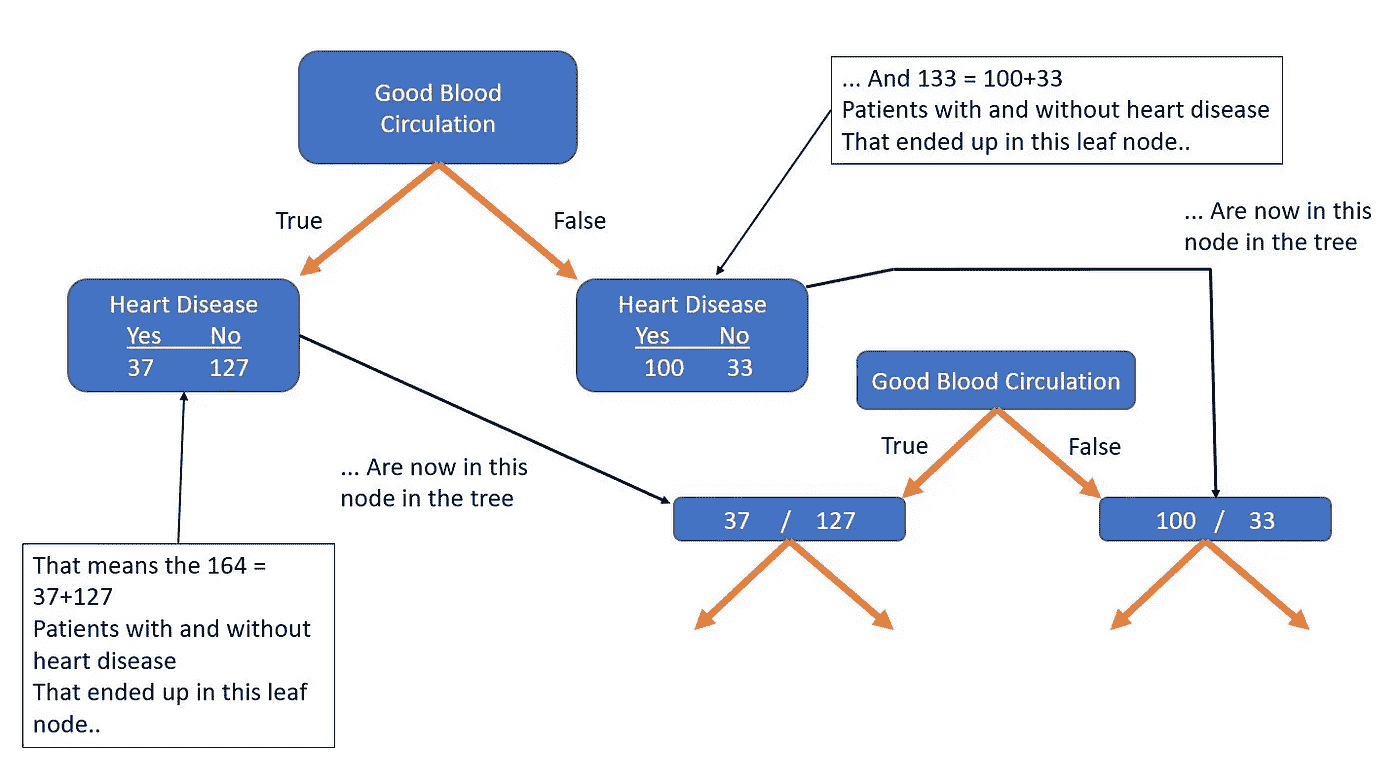 Good Blood
Circulation
... And 133 = 100+33
Patients with and without heart disease
That ended up in this leaf node..
True
False
... Are now in this
node in the tree
Heart Disease
Yes No
37 127
Heart Disease
Yes No
100 33
Good Blood Circulation
True
False
... Are now in this
node in the tree
37 / 127
100 / 33
That means the 164 =
37+127
Patients with and without
heart disease
That ended up in this leaf
node..